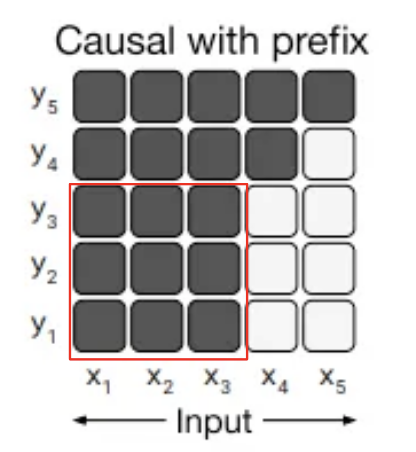 Causal with prefix
y5
y4
y3
y2
y1
x1 x2 x3 x4 x5
Input